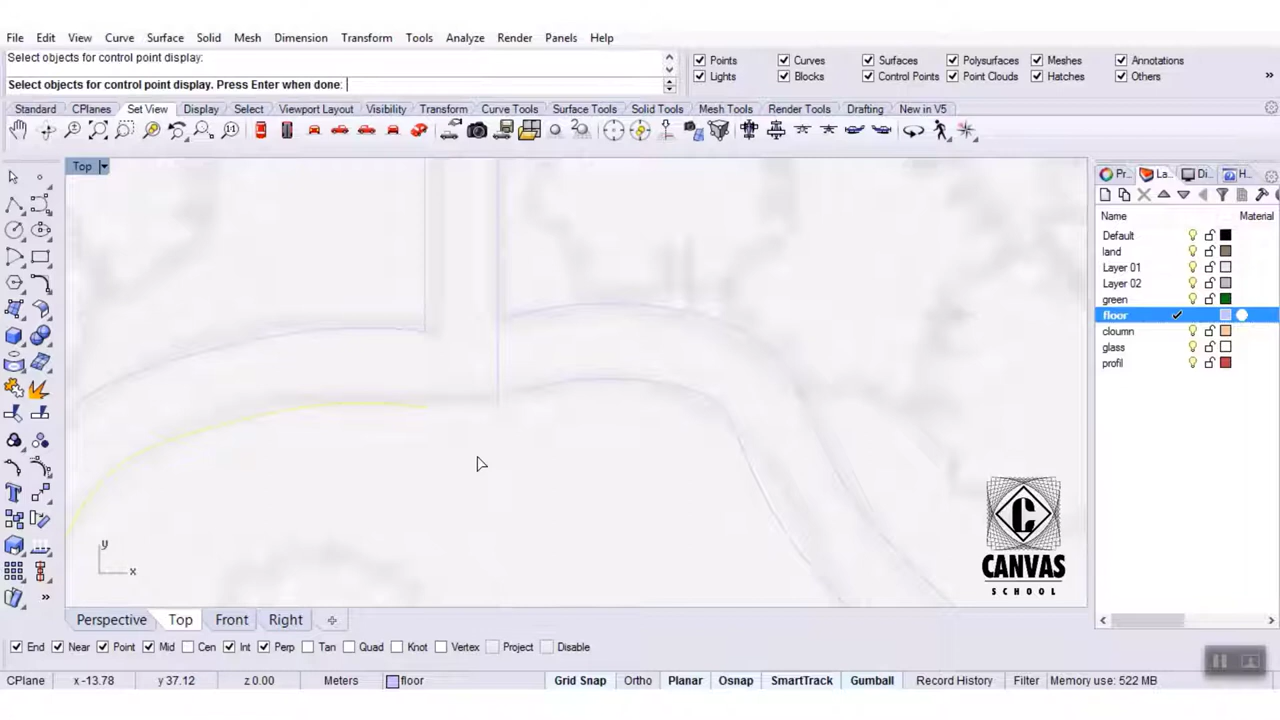 File Edit View Curve Surface Solid Mesh Dimension Transform Tools Analyze Render Panels Help
Select objects for control point display:
Select objects for control point display. Press Enter when done:
Points Curves Surfaces Polysurfaces Meshes Annotations
Lights Blocks Control Points Point Clouds Hatches Others
»
Standard CPlanes Set View Display Select Viewport Layout Visibility Transform Curve Tools Surface Tools Solid Tools Mesh Tools Render Tools Drafting New in V5
Top
Pr... La... Di... H...
Name Material
Default
land
Layer 01
Layer 02
green
floor
cloumn
glass
profil
y
x
C
CANVAS
SCHOOL
Perspective Top Front Right
End Near Point Mid Cen Int Perp Tan Quad Knot Vertex Project Disable
CPlane x -13.78 y 37.12 z 0.00 Meters floor Grid Snap Ortho Planar Osnap SmartTrack Gumball Record History Filter Memory use: 522 MB